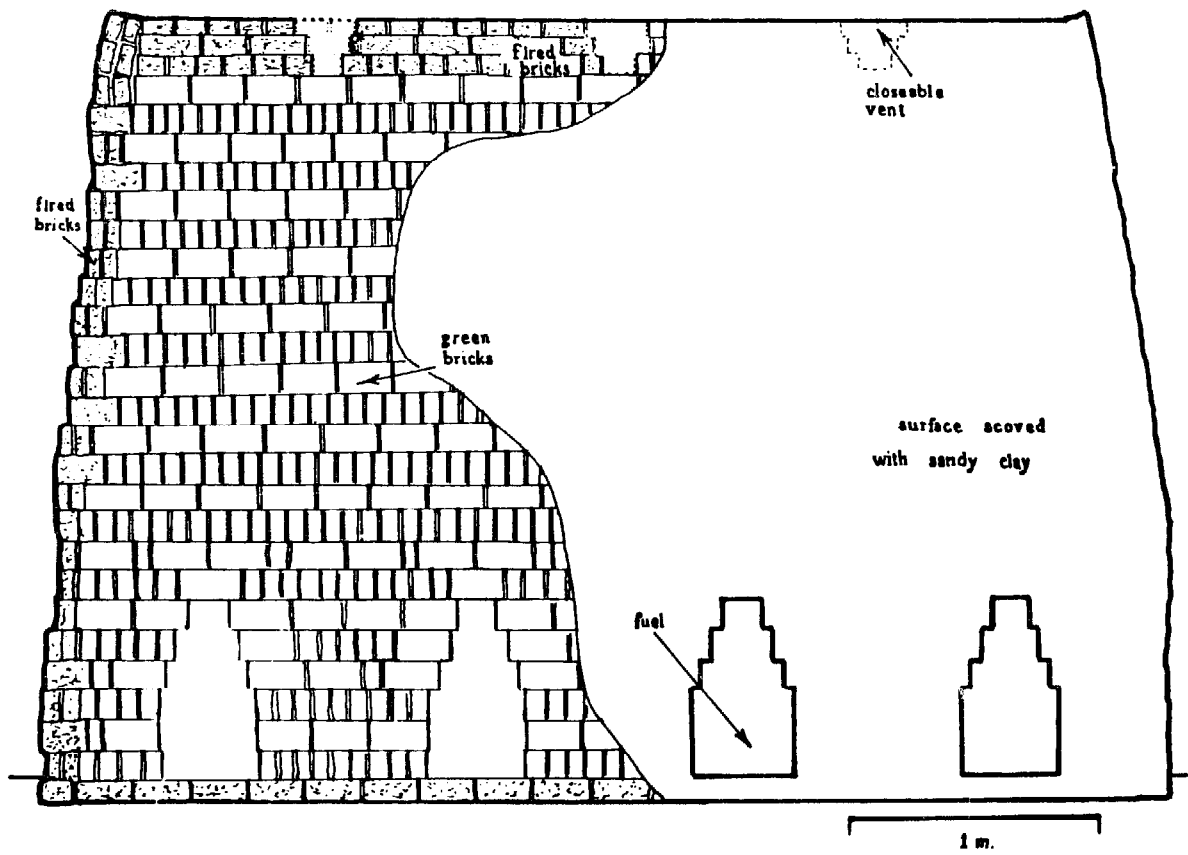 fired
bricks
closeable
vent
fired
bricks
green
bricks
surface scoved
with sandy clay
fuel
1 m.